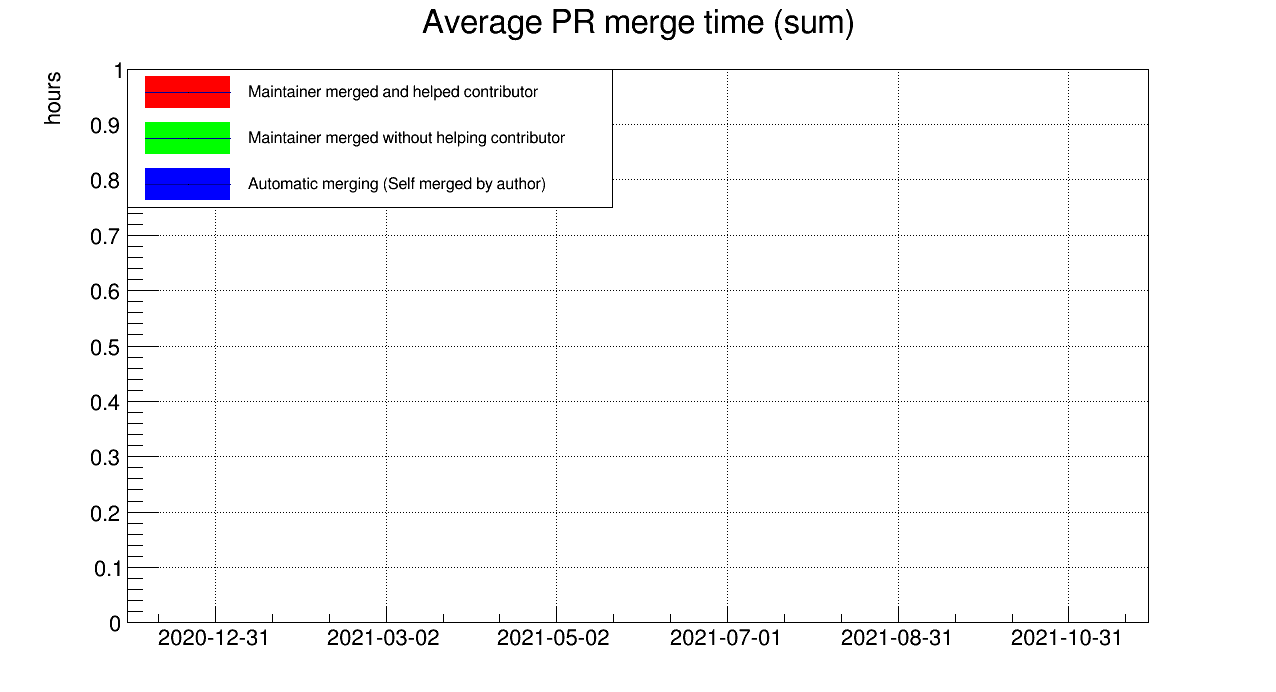 Average PR merge time (sum)
hours
Maintainer merged and helped contributor
Maintainer merged without helping contributor
Automatic merging (Self merged by author)
1
0.9
0.8
0.7
0.6
0.5
0.4
0.3
0.2
0.1
0
2020-12-31 2021-03-02 2021-05-02 2021-07-01 2021-08-31 2021-10-31